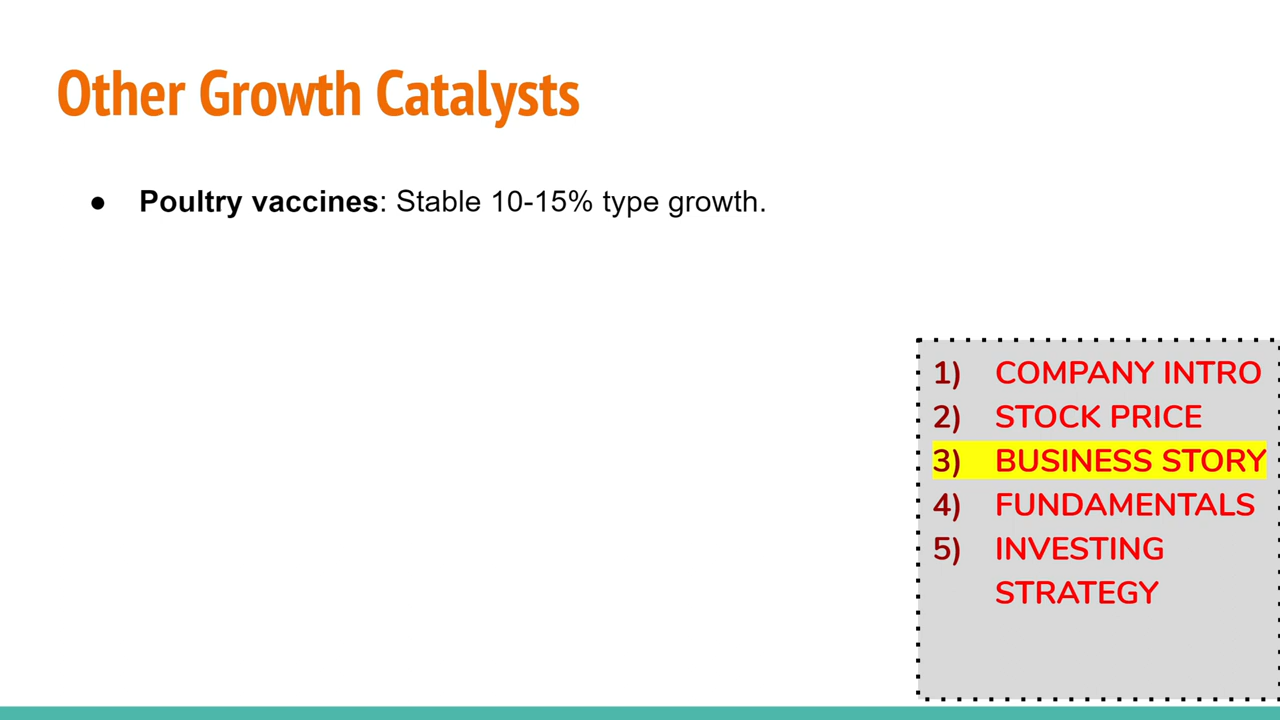 Other Growth Catalysts
● Poultry vaccines: Stable 10-15% type growth.
1) COMPANY INTRO
2) STOCK PRICE
3) BUSINESS STORY
4) FUNDAMENTALS
5) INVESTING
STRATEGY